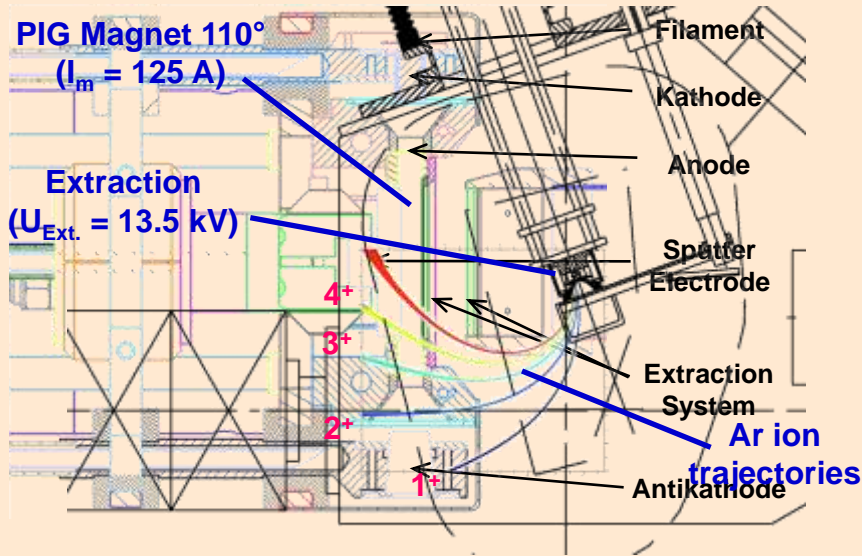 PIG Magnet 110°
(Im = 125 A)
Extraction
(UExt. = 13.5 kV)
Filament
Kathode
Anode
Sputter
Electrode
4+
3+
2+
1+
Extraction
System
Ar ion
trajectories
Antikathode